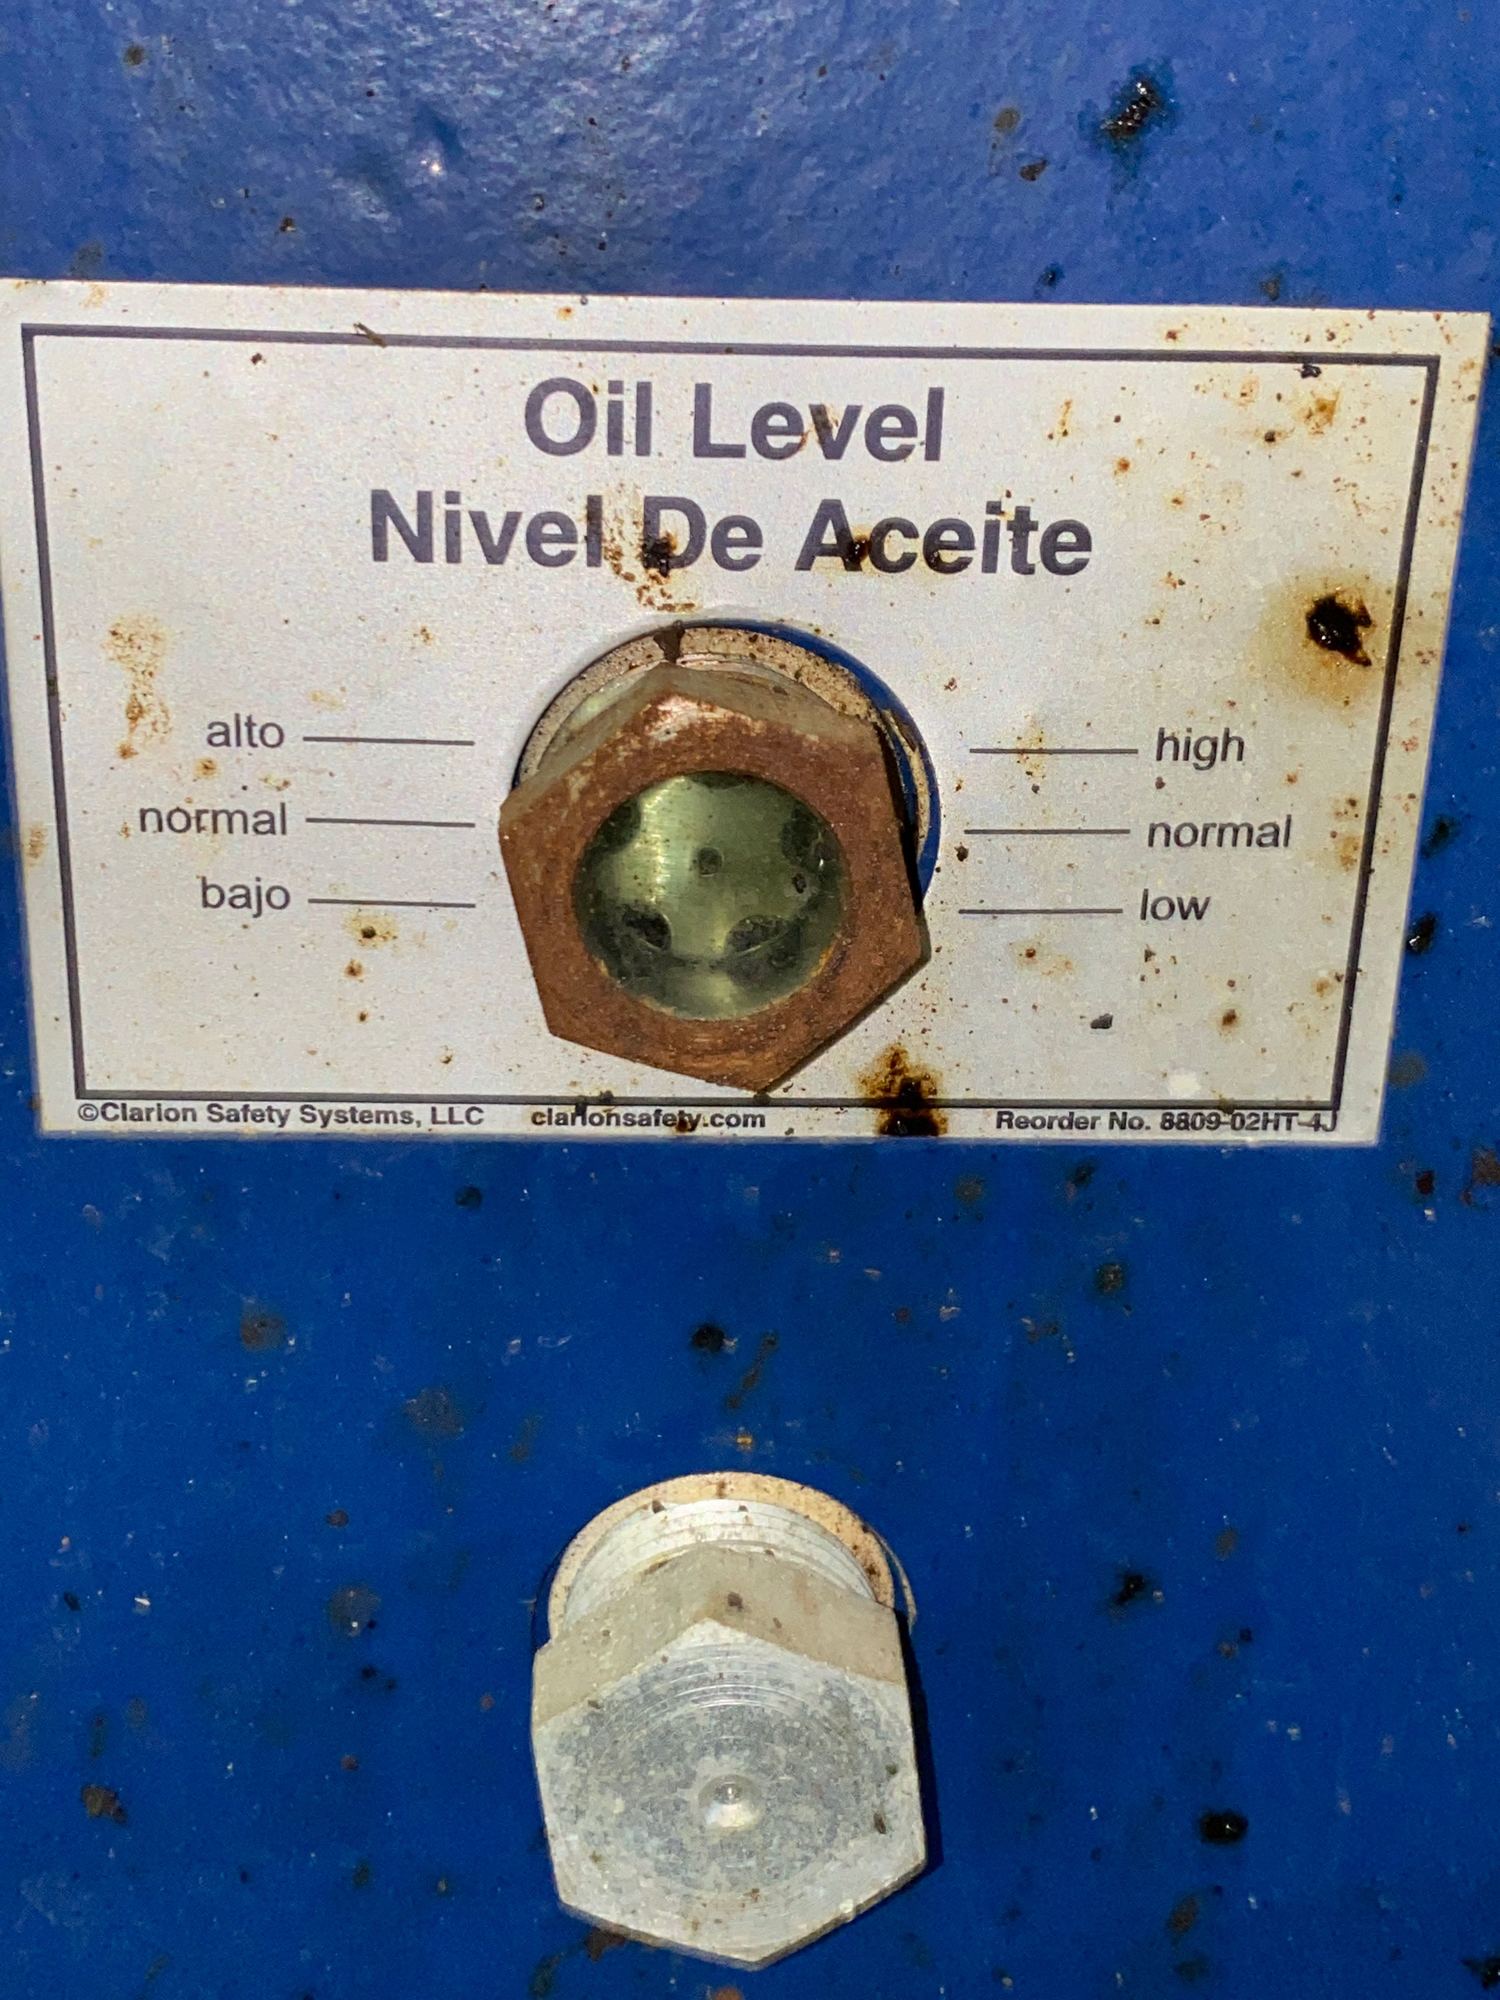 Oil Level
Nivel De Aceite
alto
high
normal
normal
bajo
low
©Clarion Safety Systems, LLC clarionsafety.com Reorder No. 8809-02HT-4J